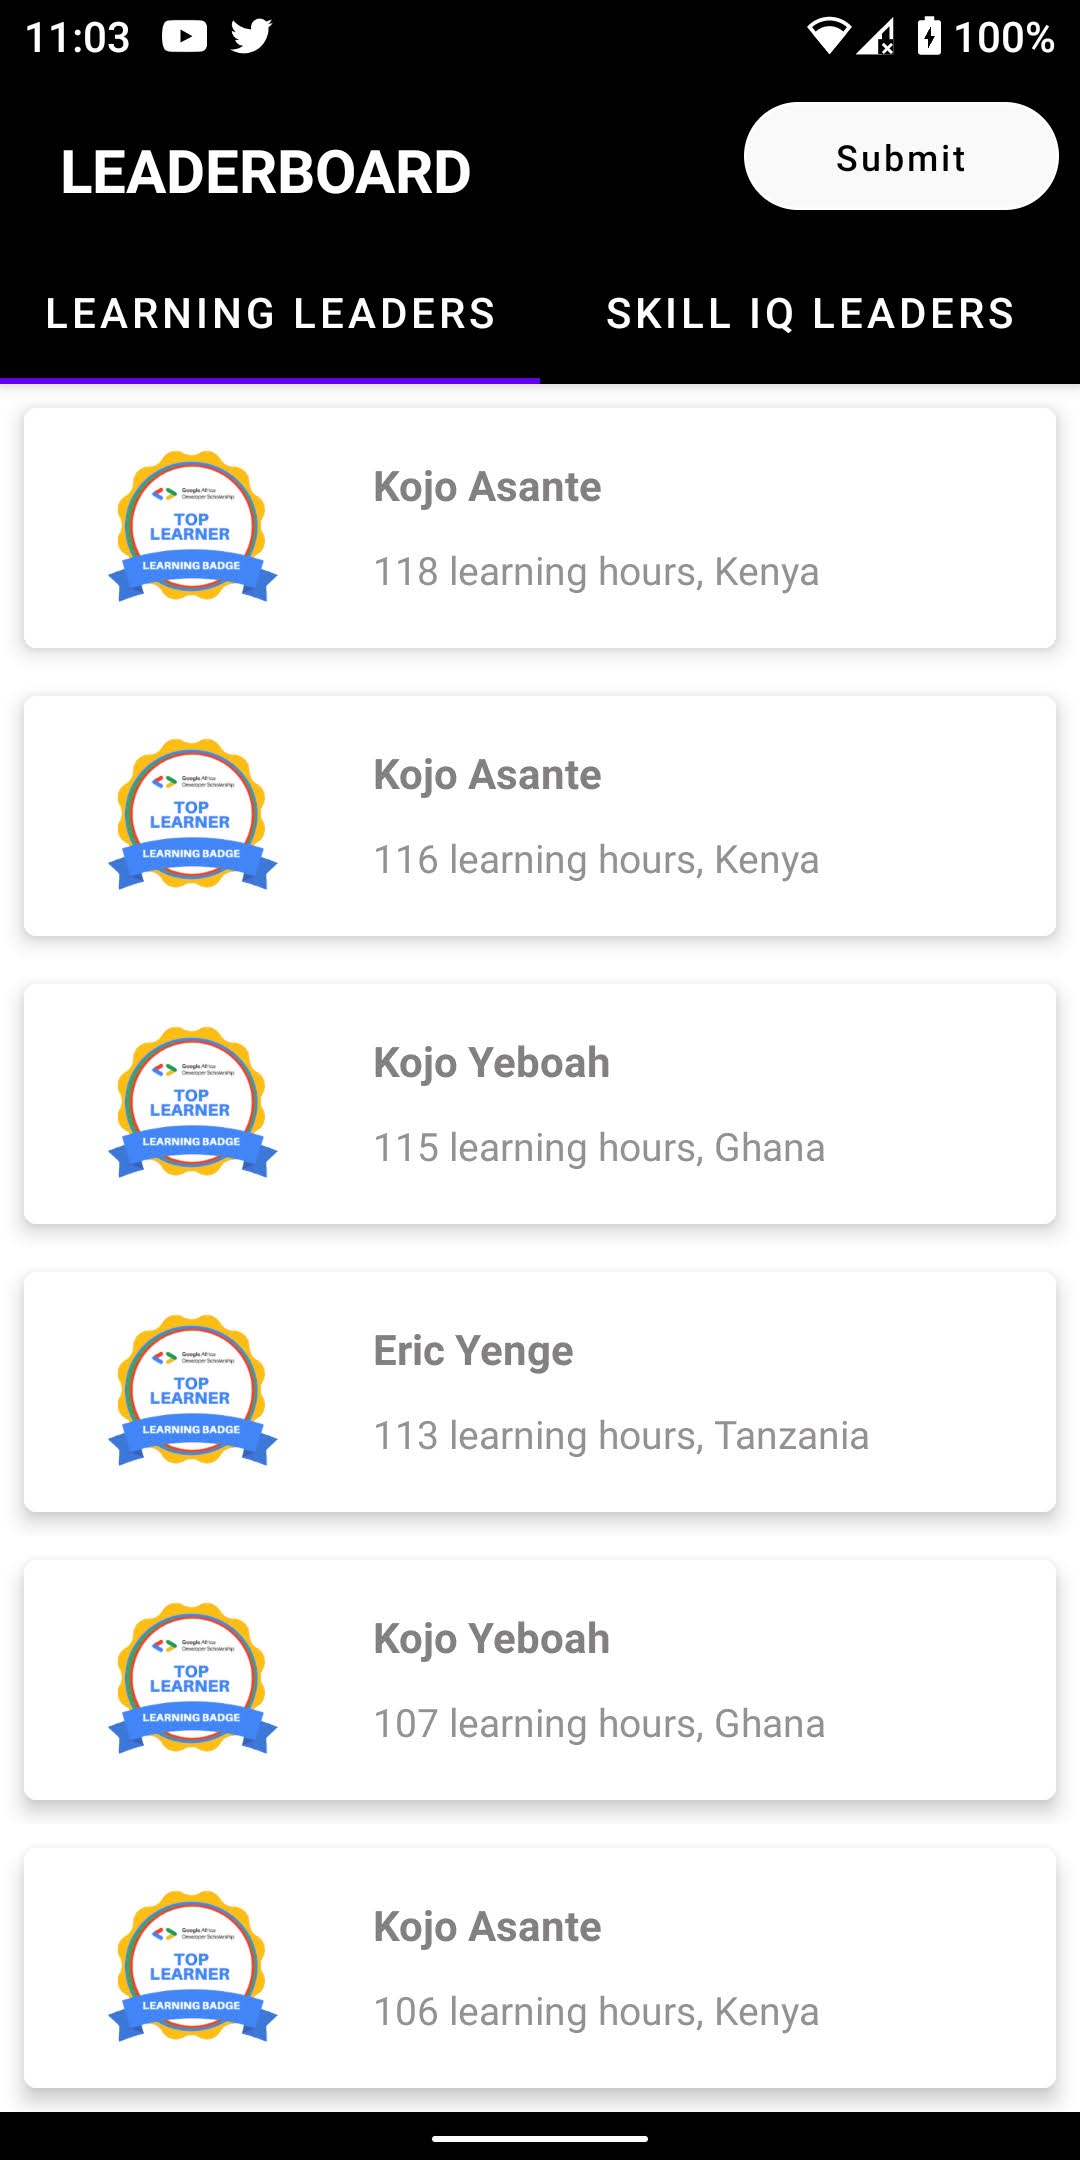 11:03
100%
LEADERBOARD
Submit
LEARNING LEADERS
SKILL IQ LEADERS
Google Africa
Developer Scholarship
TOP
LEARNER
LEARNING BADGE
Kojo Asante
118 learning hours, Kenya
Google Africa
Developer Scholarship
TOP
LEARNER
LEARNING BADGE
Kojo Asante
116 learning hours, Kenya
Google Africa
Developer Scholarship
TOP
LEARNER
LEARNING BADGE
Kojo Yeboah
115 learning hours, Ghana
Google Africa
Developer Scholarship
TOP
LEARNER
LEARNING BADGE
Eric Yenge
113 learning hours, Tanzania
Google Africa
Developer Scholarship
TOP
LEARNER
LEARNING BADGE
Kojo Yeboah
107 learning hours, Ghana
Google Africa
Developer Scholarship
TOP
LEARNER
LEARNING BADGE
Kojo Asante
106 learning hours, Kenya